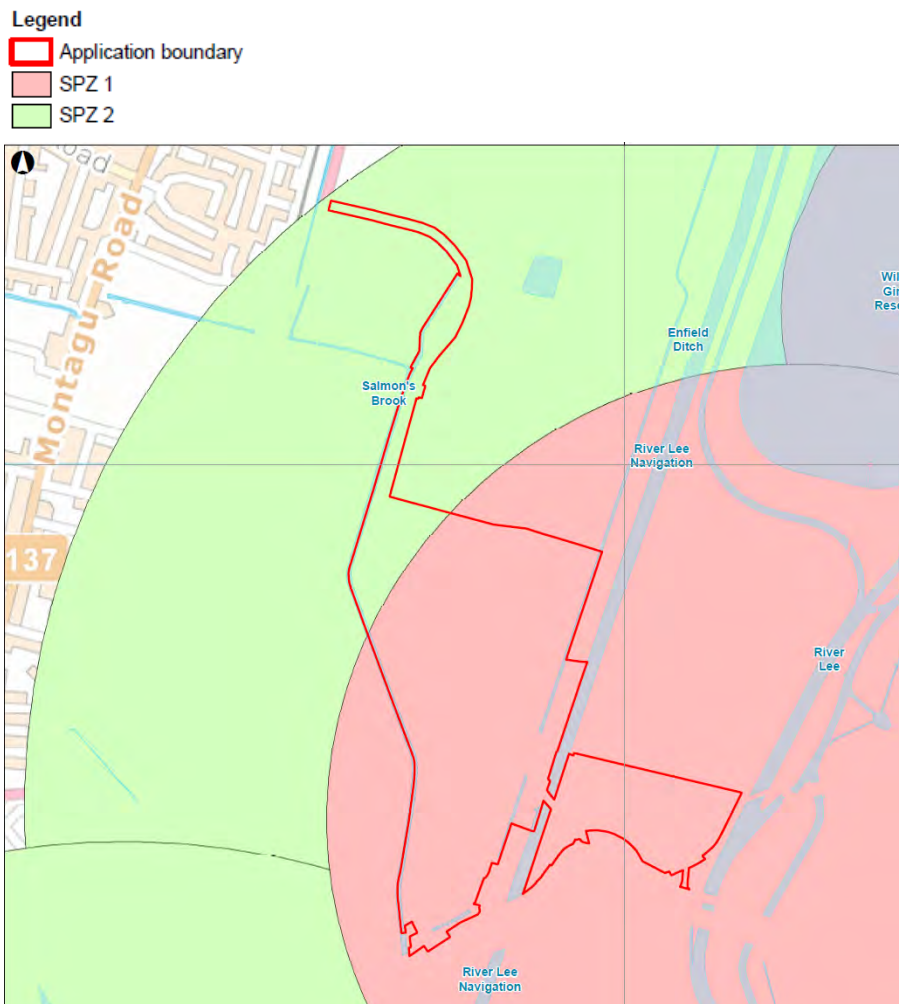 Legend
Application boundary
SPZ 1
SPZ 2
Road
Montagu Road
Enfield
Ditch
Salmon's
Brook
River Lee
Navigation
137
River
Lee
River Lee
Navigation